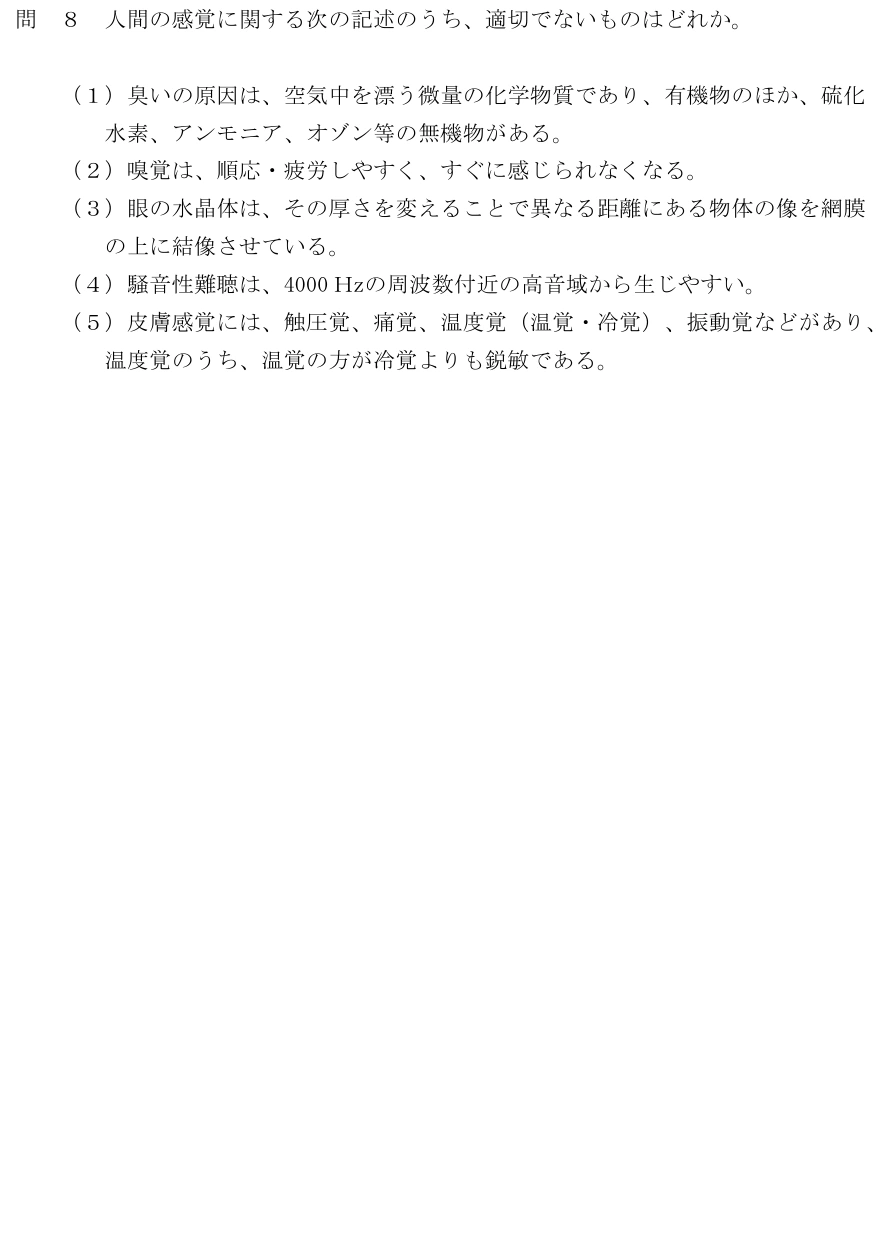 問　８　人間の感覚に関する次の記述のうち、適切でないものはどれか。
（１）臭いの原因は、空気中を漂う微量の化学物質であり、有機物のほか、硫化
水素、アンモニア、オゾン等の無機物がある。
（２）嗅覚は、順応・疲労しやすく、すぐに感じられなくなる。
（３）眼の水晶体は、その厚さを変えることで異なる距離にある物体の像を網膜
の上に結像させている。
（４）騒音性難聴は、4000 Hzの周波数付近の高音域から生じやすい。
（５）皮膚感覚には、触圧覚、痛覚、温度覚（温覚・冷覚）、振動覚などがあり、
温度覚のうち、温覚の方が冷覚よりも鋭敏である。